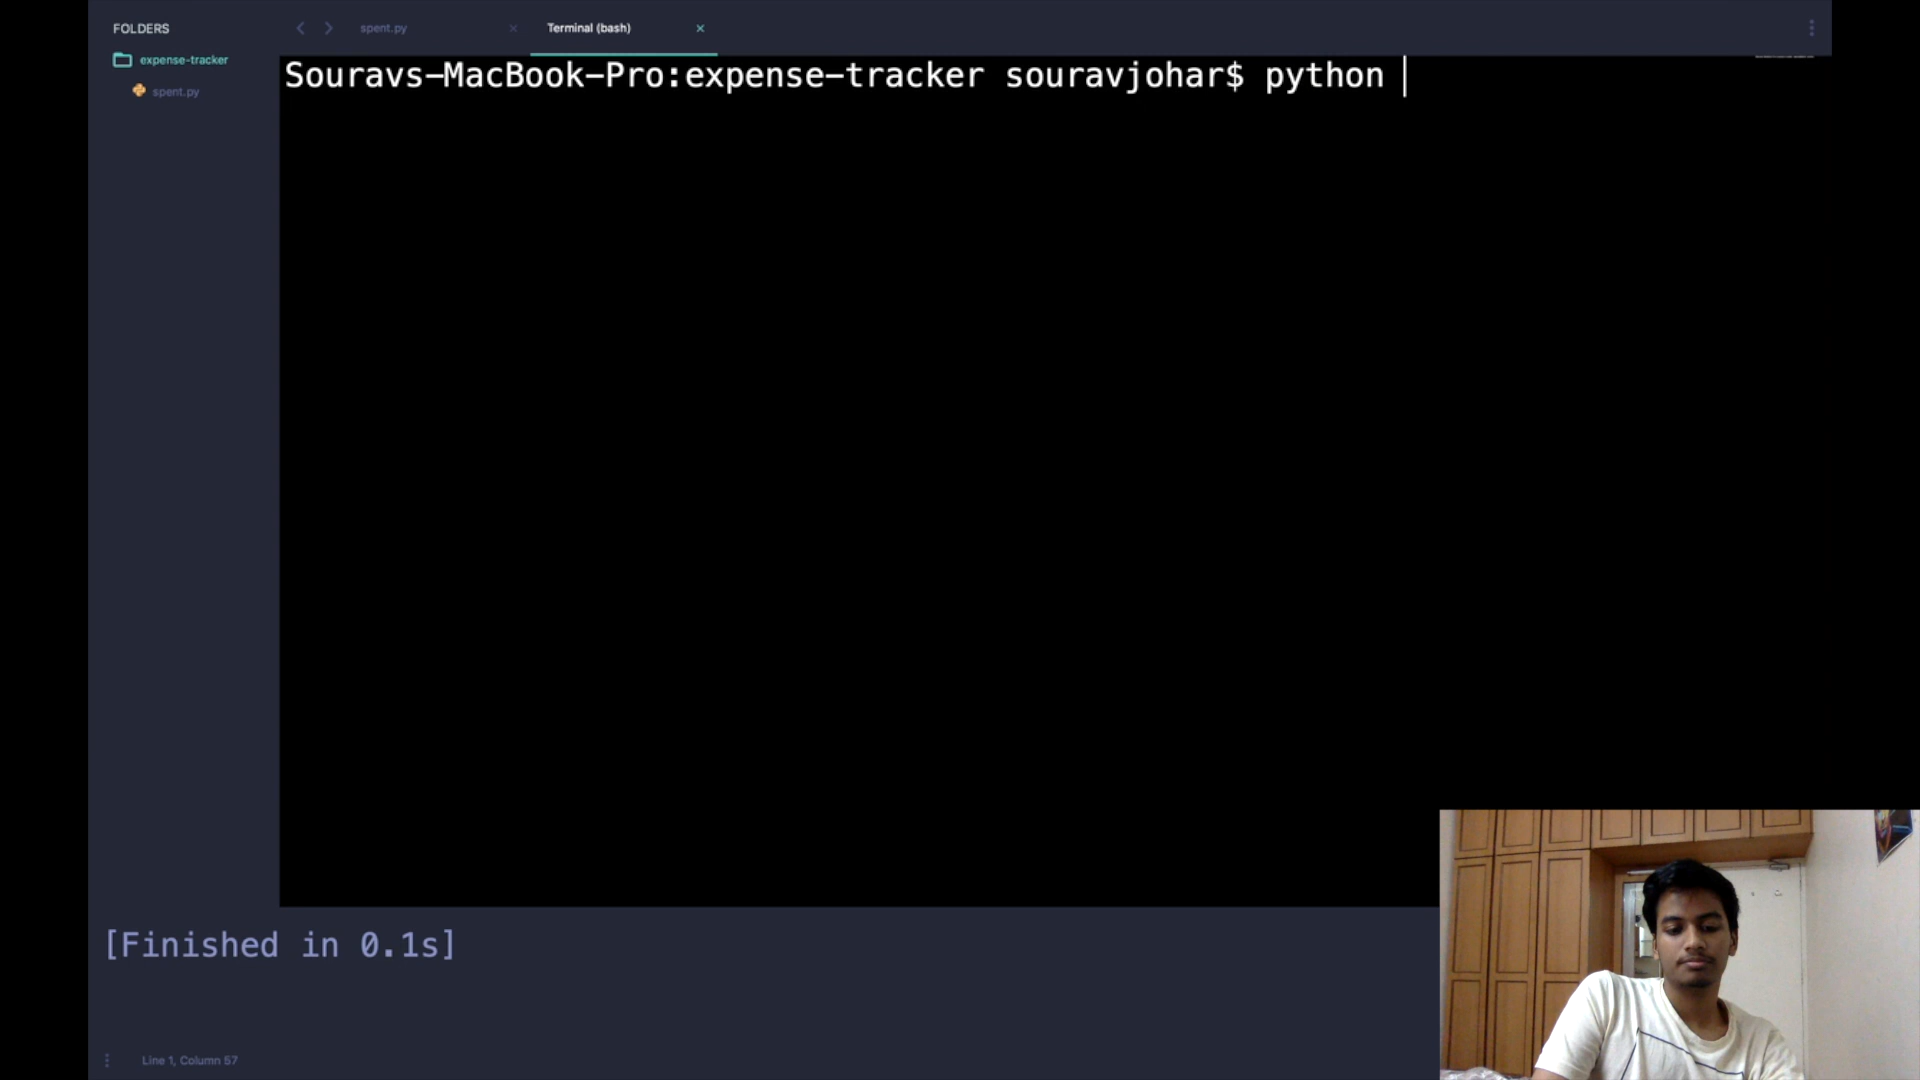 FOLDERS
expense-tracker
spent.py
spent.py
Terminal (bash)
Souravs-MacBook-Pro:expense-tracker souravjohar$ python
[Finished in 0.1s]
Line 1, Column 57